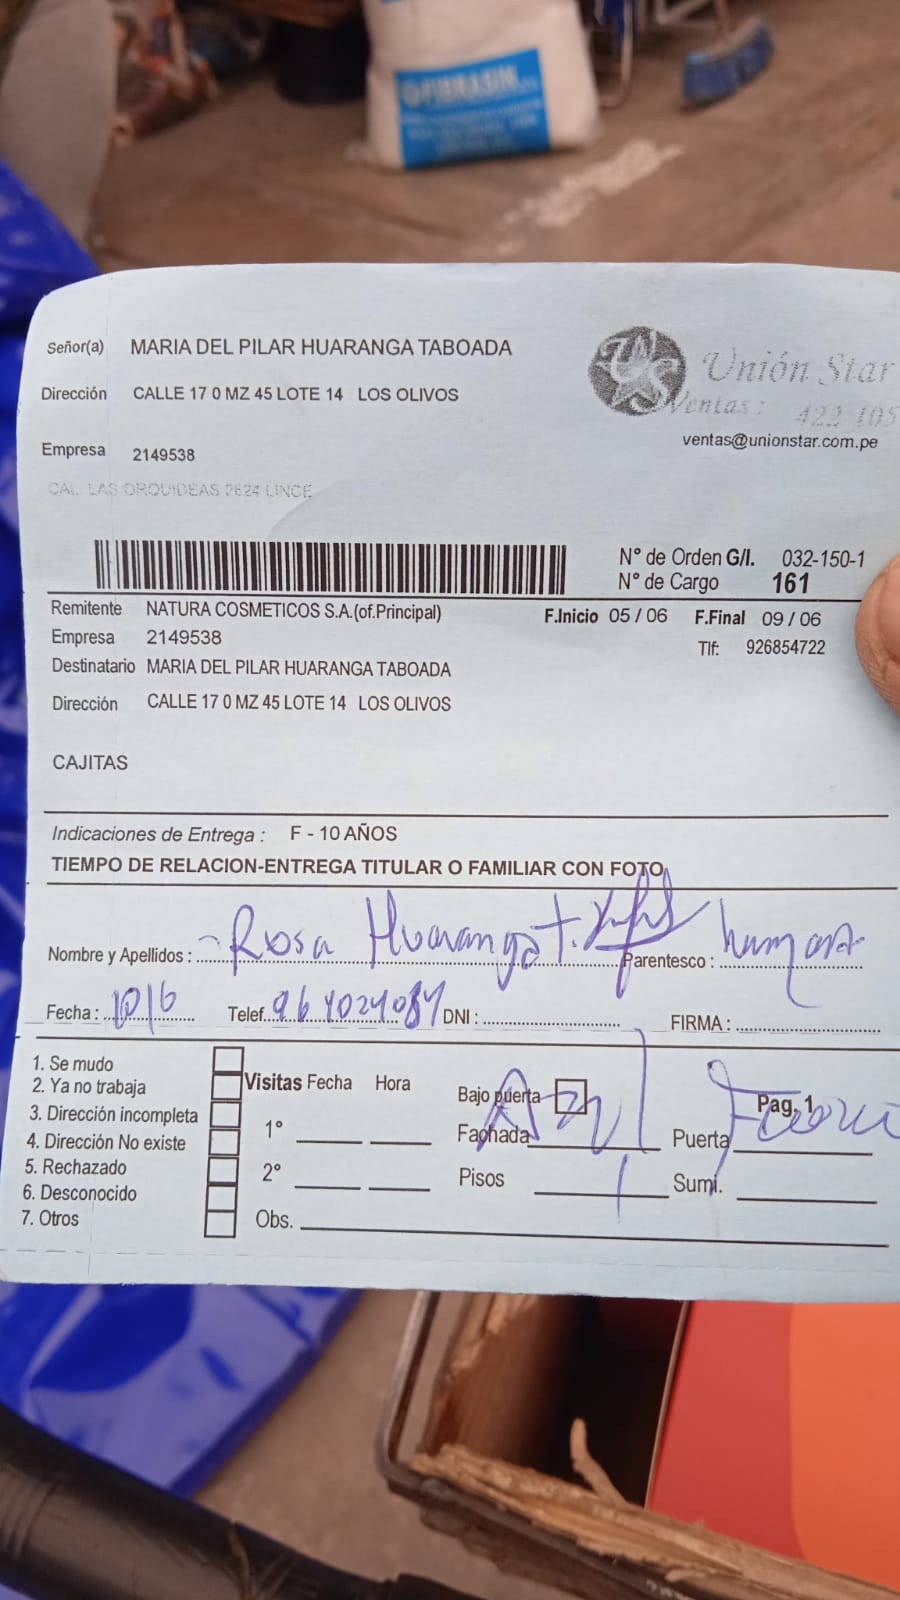 FIBRASIN
Señor(a) MARIA DEL PILAR HUARANGA TABOADA
Unión Star
Dirección CALLE 17 0 MZ 45 LOTE 14 LOS OLIVOS
Ventas: 422 105
ventas@unionstar.com.pe
Empresa 2149538
CAL. LAS ORQUIDEAS 2624 LINCE
N° de Orden G/I. 032-150-1
N° de Cargo 161
Remitente NATURA COSMETICOS S.A.(of.Principal) F.Inicio 05 / 06 F.Final 09 / 06
Empresa 2149538 Tlf: 926854722
Destinatario MARIA DEL PILAR HUARANGA TABOADA
Dirección CALLE 17 0 MZ 45 LOTE 14 LOS OLIVOS
CAJITAS
Indicaciones de Entrega : F - 10 AÑOS
TIEMPO DE RELACION-ENTREGA TITULAR O FAMILIAR CON FOTO
Nombre y Apellidos : Rosa Huaranga T. Parentesco :
Fecha : 10/6 Telef. 964024084 DNI : FIRMA :
1. Se mudo
2. Ya no trabaja
3. Dirección incompleta
4. Dirección No existe
5. Rechazado
6. Desconocido
7. Otros
Visitas Fecha Hora
1°
2°
Obs.
Bajo puerta Pag. 1
Fachada Puerta
Pisos Sumi.